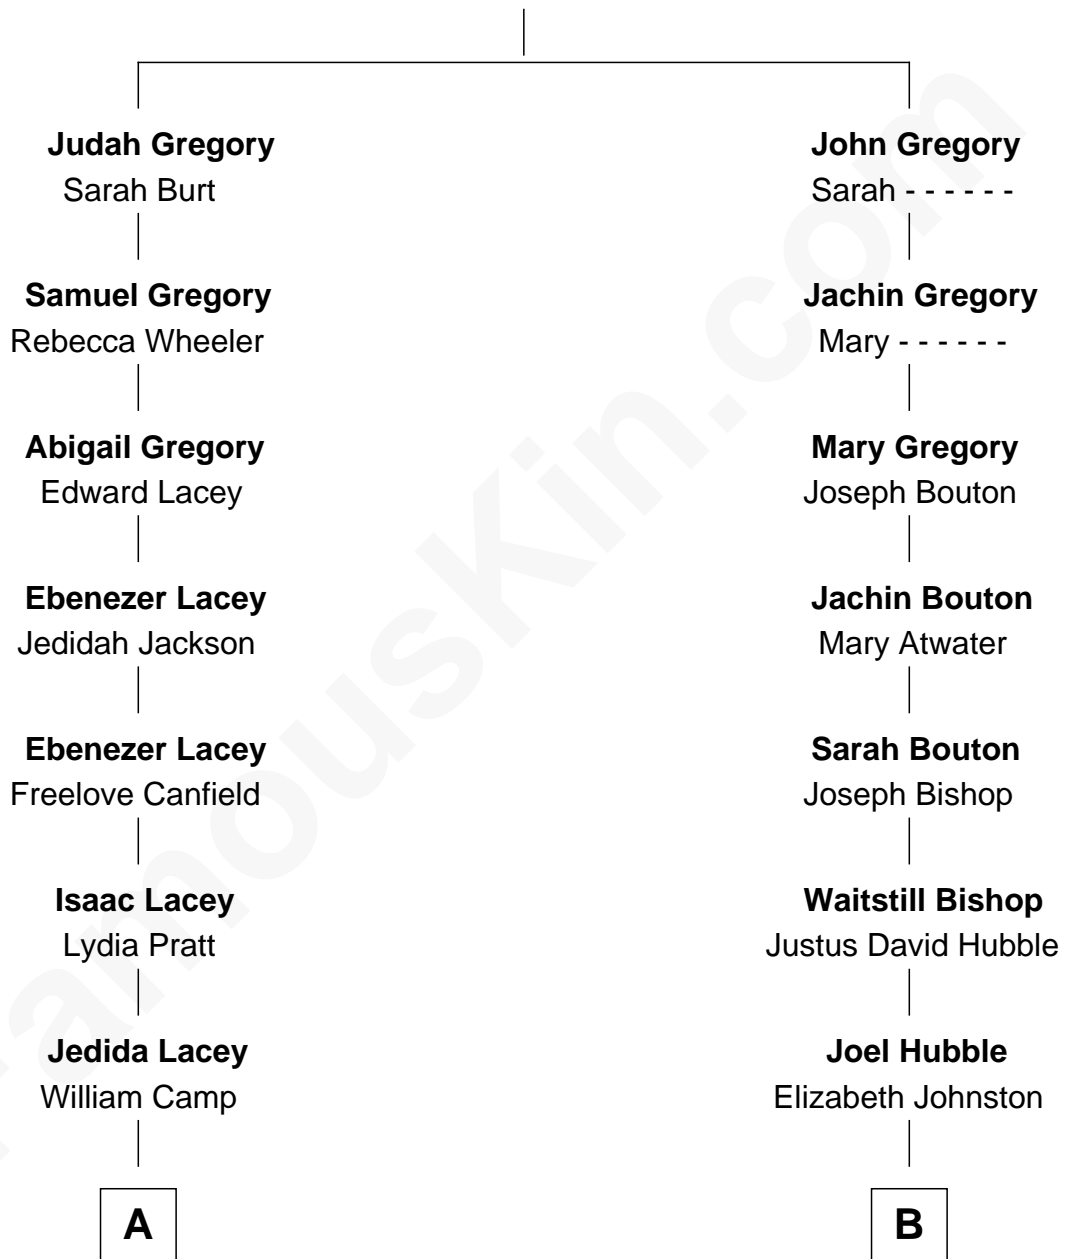 Judah Gregory
Sarah Burt
Samuel Gregory
Rebecca Wheeler
Abigail Gregory
Edward Lacey
Ebenezer Lacey
Jedidah Jackson
Ebenezer Lacey
Freelove Canfield
Isaac Lacey
Lydia Pratt
Jedida Lacey
William Camp
A
John Gregory
Sarah - - - - - -
Jachin Gregory
Mary - - - - - -
Mary Gregory
Joseph Bouton
Jachin Bouton
Mary Atwater
Sarah Bouton
Joseph Bishop
Waitstill Bishop
Justus David Hubble
Joel Hubble
Elizabeth Johnston
B
FamousKin.com